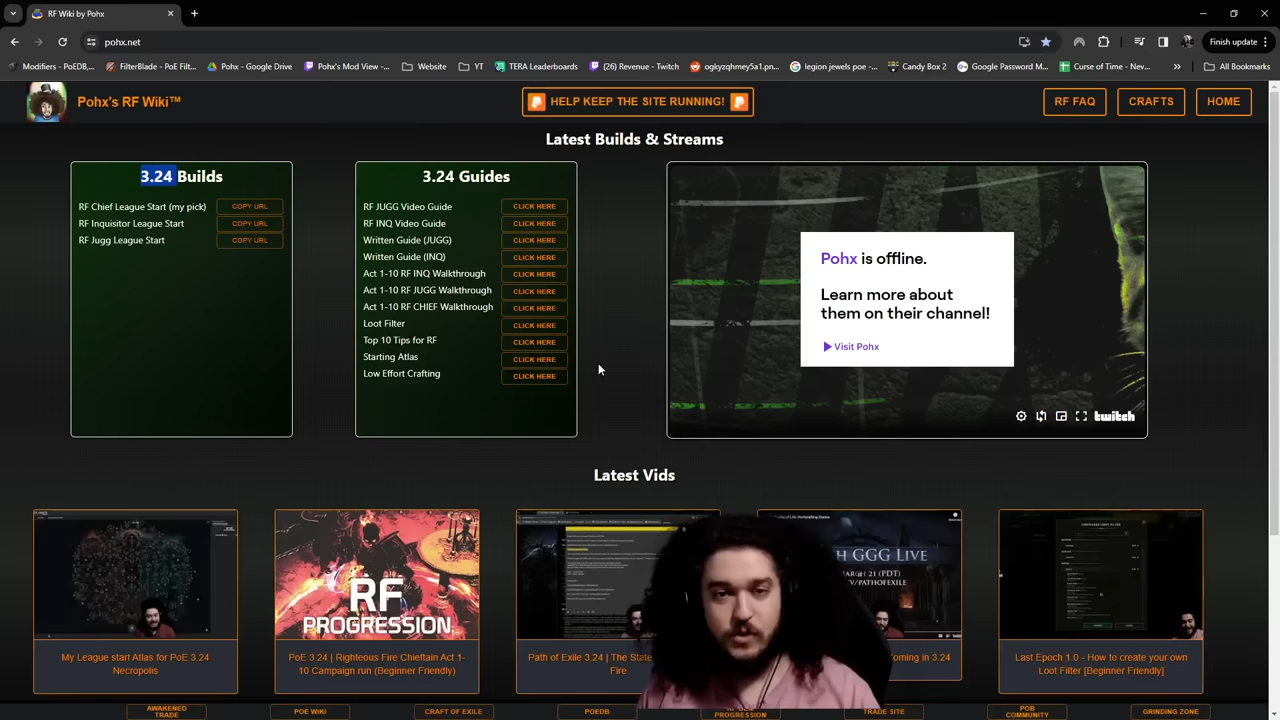 RF Wiki by Pohx
pohx.net
Finish update
Modifiers - PoEDB,...
FilterBlade - PoE Filt...
Pohx - Google Drive
Pohx's Mod View -...
Website
YT
TERA Leaderboards
(26) Revenue - Twitch
ogkyzqhmey5a1.pn...
legion jewels poe -...
Candy Box 2
Google Password M...
Curse of Time - Nev...
All Bookmarks
Pohx's RF Wiki™
HELP KEEP THE SITE RUNNING!
RF FAQ
CRAFTS
HOME
Latest Builds & Streams
3.24 Builds
RF Chief League Start (my pick) COPY URL
RF Inquisitor League Start COPY URL
RF Jugg League Start COPY URL
3.24 Guides
RF JUGG Video Guide CLICK HERE
RF INQ Video Guide CLICK HERE
Written Guide (JUGG) CLICK HERE
Written Guide (INQ) CLICK HERE
Act 1-10 RF INQ Walkthrough CLICK HERE
Act 1-10 RF JUGG Walkthrough CLICK HERE
Act 1-10 RF CHIEF Walkthrough CLICK HERE
Loot Filter CLICK HERE
Top 10 Tips for RF CLICK HERE
Starting Atlas CLICK HERE
Low Effort Crafting CLICK HERE
Pohx is offline.
Learn more about
them on their channel!
Visit Pohx
twitch
Latest Vids
RF
PROGRESSION
H GGG LIVE
MARCH 21 (PDT)
V/PATHOFEXILE
My League start Atlas for PoE 3.24
Necropolis
PoE 3.24 | Righteous Fire Chieftain Act 1-
10 Campaign run (Beginner Friendly)
Path of Exile 3.24 | The State
Fire
oming in 3.24
Last Epoch 1.0 - How to create your own
Loot Filter [Beginner Friendly]
AWAKENED
TRADE
POE WIKI
CRAFT OF EXILE
POEDB
PROGRESSION
TRADE SITE
POB
COMMUNITY
GRINDING ZONE